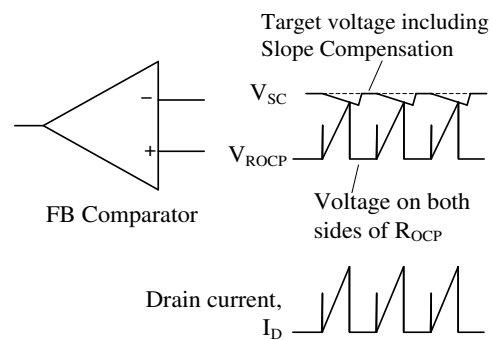 Target voltage including
Slope Compensation
V_SC
−
+
V_ROCP
FB Comparator
Voltage on both
sides of R_OCP
Drain current,
I_D